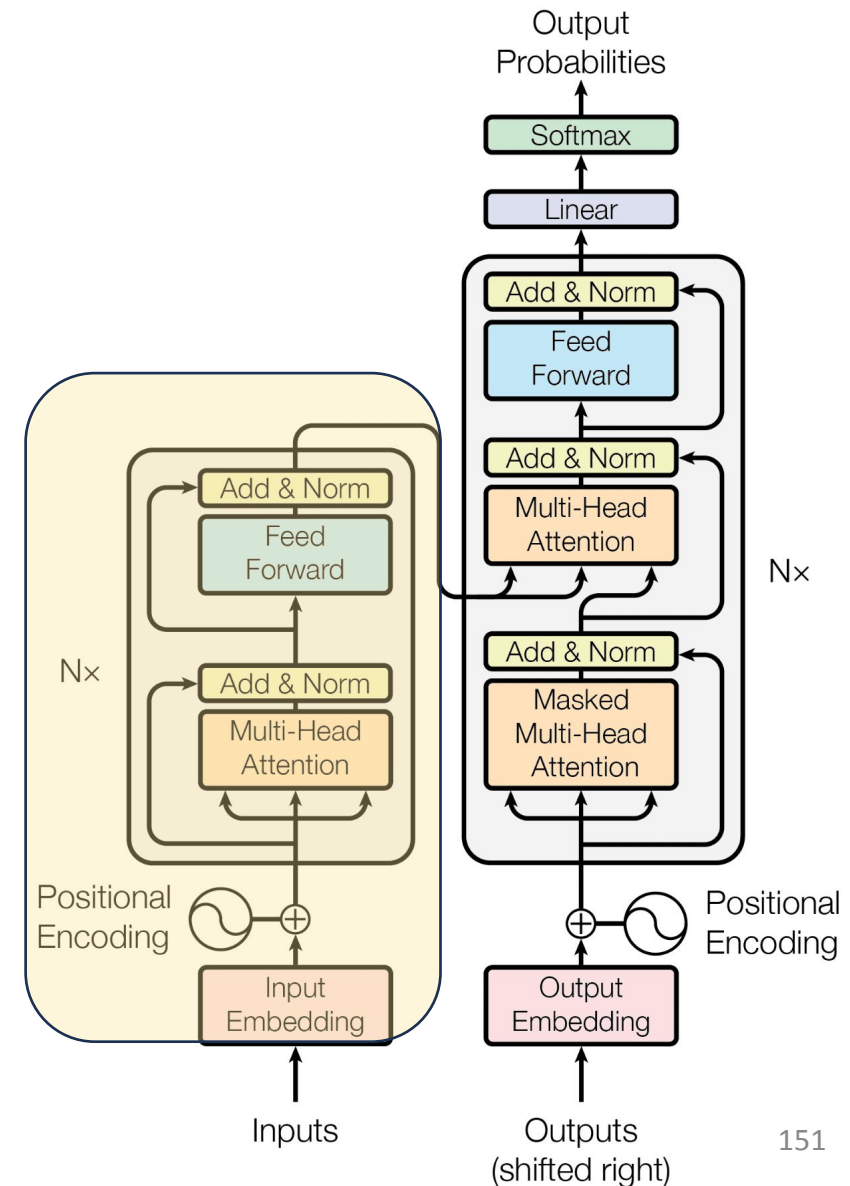 Output
Probabilities
Softmax
Linear
Add & Norm
Feed
Forward
Add & Norm
Multi-Head
Attention
Nx
Add & Norm
Masked
Multi-Head
Attention
Positional
Encoding
Output
Embedding
Outputs
(shifted right)
Add & Norm
Feed
Forward
N×
Add & Norm
Multi-Head
Attention
Positional
Encoding
Input
Embedding
Inputs
151